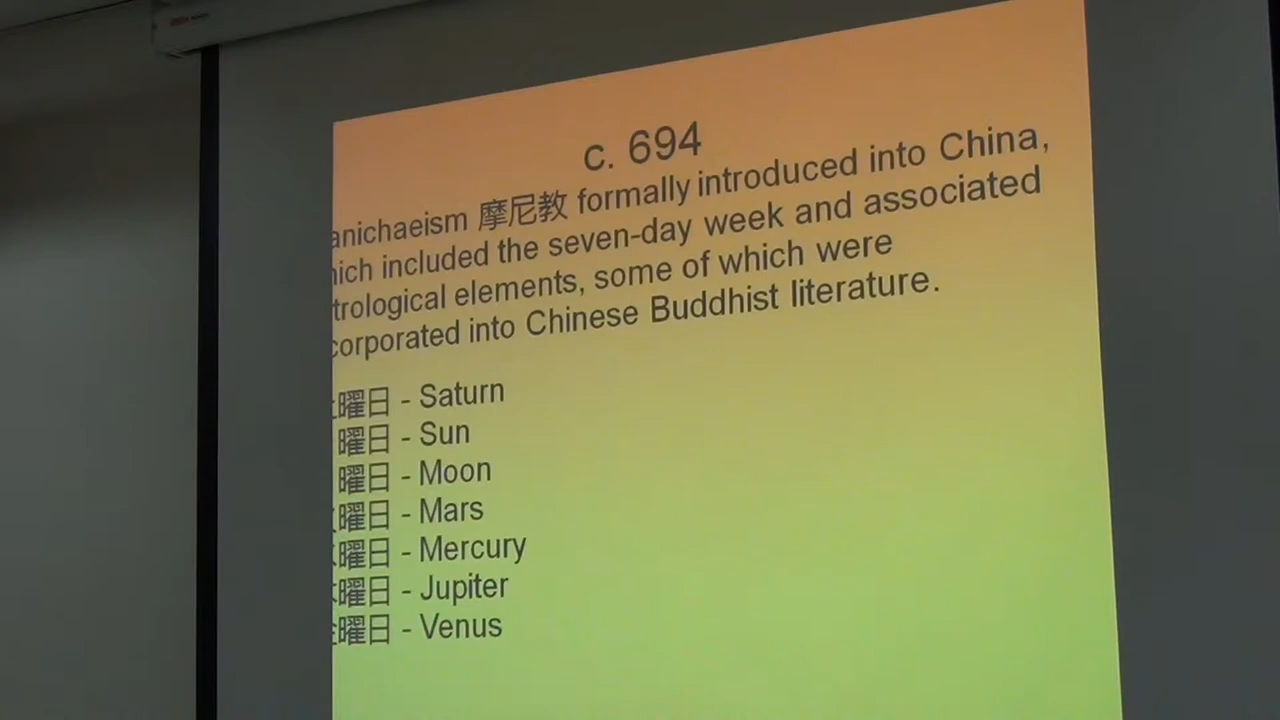 c. 694
anichaeism 摩尼教 formally introduced into China,
ich included the seven-day week and associated
trological elements, some of which were
corporated into Chinese Buddhist literature.
曜日 - Saturn
曜日 - Sun
曜日 - Moon
曜日 - Mars
曜日 - Mercury
曜日 - Jupiter
曜日 - Venus